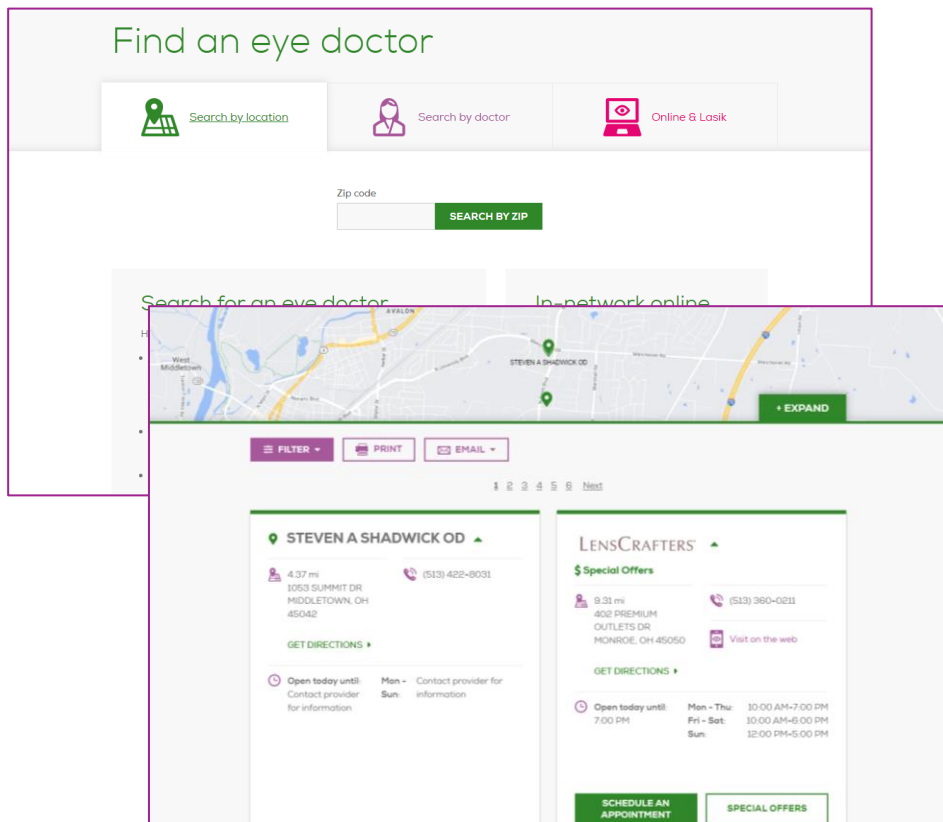 Find an eye doctor
Search by location
Search by doctor
Online & Lasik
Zip code
SEARCH BY ZIP
Search for an eye doctor
In-network online
H
AVALON
West
Middletown
STEVEN A SHADWICK OD
+ EXPAND
FILTER
PRINT
EMAIL
1 2 3 4 5 6 Next
STEVEN A SHADWICK OD
4.37 mi
1053 SUMMIT DR
MIDDLETOWN, OH
45042
(513) 422-8031
GET DIRECTIONS
Open today until:
Contact provider
for information
Mon - Sun:
Contact provider for
information
LENSCRAFTERS
$ Special Offers
9.31 mi
402 PREMIUM
OUTLETS DR
MONROE, OH 45050
(513) 360-0211
Visit on the web
GET DIRECTIONS
Open today until:
7:00 PM
Mon - Thu: 10:00 AM-7:00 PM
Fri - Sat: 10:00 AM-6:00 PM
Sun: 12:00 PM-5:00 PM
SCHEDULE AN
APPOINTMENT
SPECIAL OFFERS